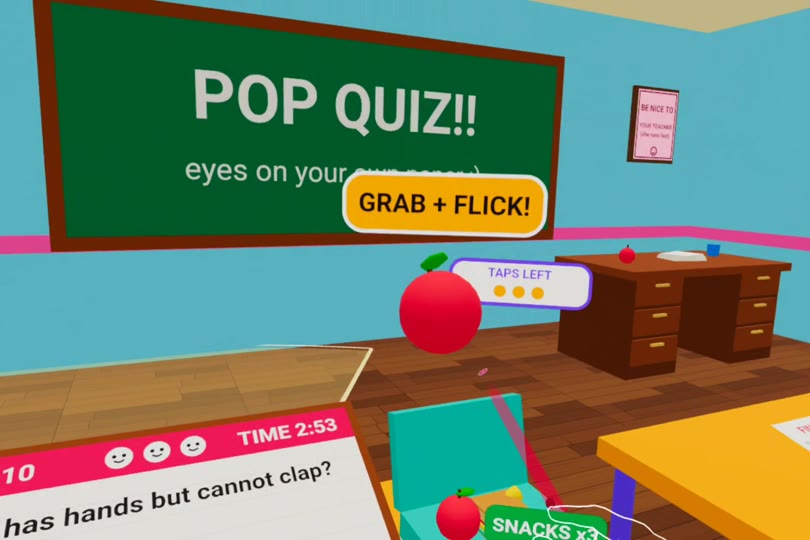 POP QUIZ!!
eyes on your own paper:)
GRAB + FLICK!
BE NICE TO
YOUR TEACHER
TAPS LEFT
10
TIME 2:53
has hands but cannot clap?
SNACKS x3